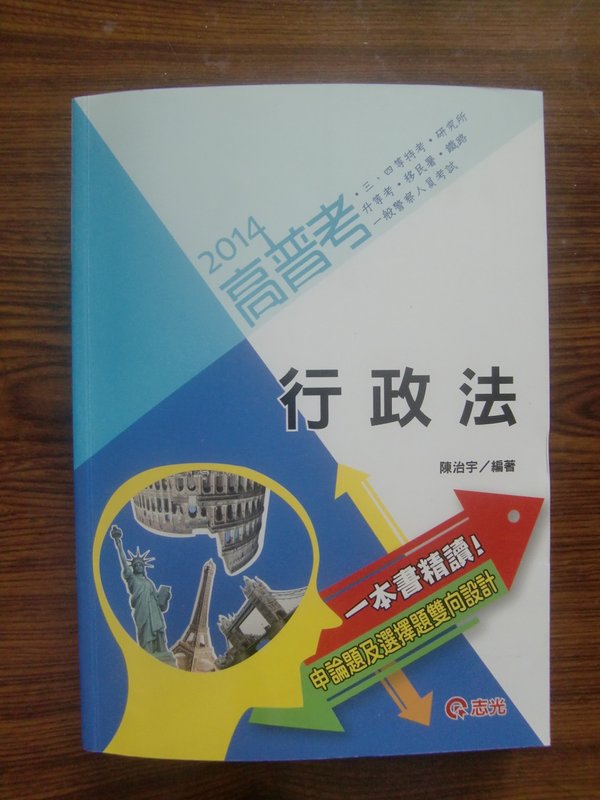 2014
高普考
・三、四等特考・研究所
升等考・移民署・鐵路
一般警察人員考試
行政法
陳治宇／編著
一本書精讀!
申論題及選擇題雙向設計
志光